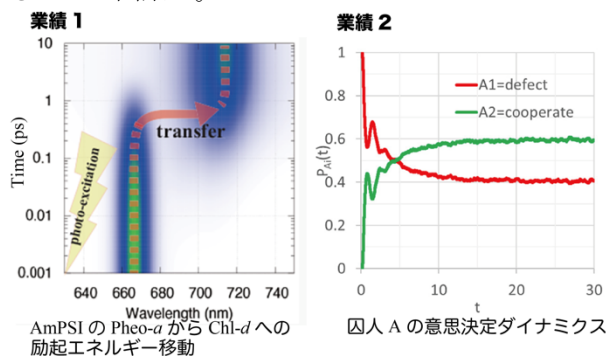 業績 1
10
1
0.1
0.01
0.001
Time (ps)
photo-excitation
transfer
640 660 680 700 720 740
Wavelength (nm)
AmPSI の Pheo-a から Chl-d への
励起エネルギー移動
業績 2
1
0.8
0.6
0.4
0.2
0
P_Ai(t)
A1=defect
A2=cooperate
0 10 20 30
t
囚人 A の意思決定ダイナミクス